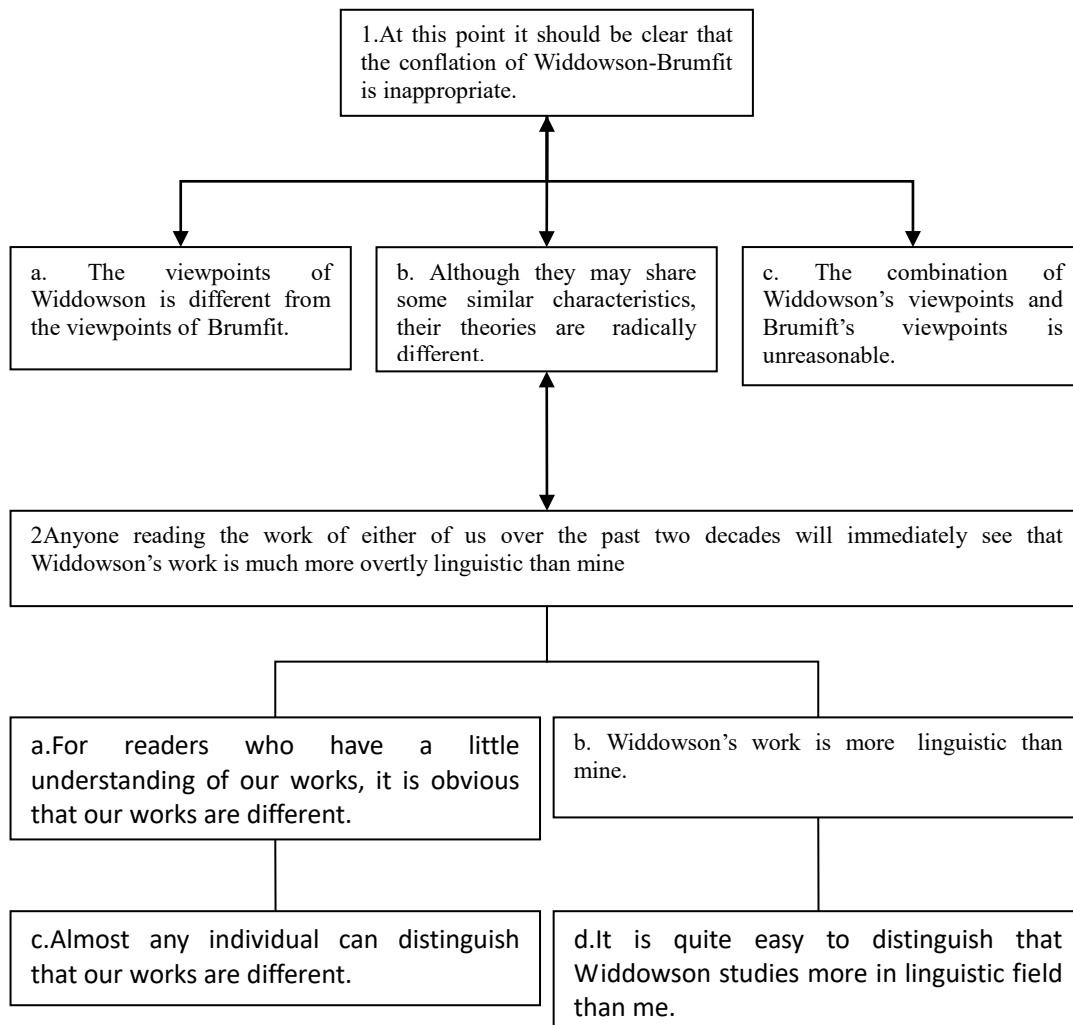 1.At this point it should be clear that
the conflation of Widdowson-Brumfit
is inappropriate.
a. The viewpoints of
Widdowson is different from
the viewpoints of Brumfit.
b. Although they may share
some similar characteristics,
their theories are radically
different.
c. The combination of
Widdowson’s viewpoints and
Brumift’s viewpoints is
unreasonable.
2Anyone reading the work of either of us over the past two decades will immediately see that
Widdowson’s work is much more overtly linguistic than mine
a.For readers who have a little
understanding of our works, it is obvious
that our works are different.
b. Widdowson’s work is more linguistic than
mine.
c.Almost any individual can distinguish
that our works are different.
d.It is quite easy to distinguish that
Widdowson studies more in linguistic field
than me.